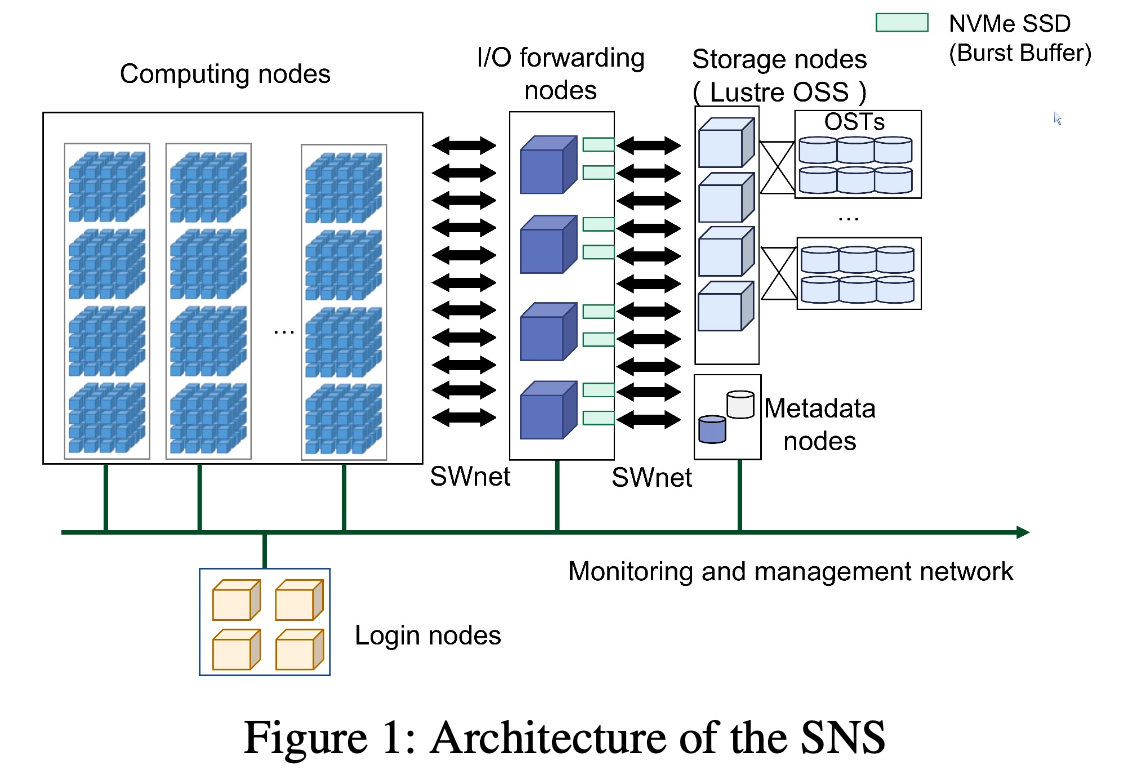 NVMe SSD
(Burst Buffer)
Computing nodes
I/O forwarding
nodes
Storage nodes
( Lustre OSS )
OSTs
...
...
Metadata
nodes
SWnet
SWnet
Monitoring and management network
Login nodes
Figure 1: Architecture of the SNS